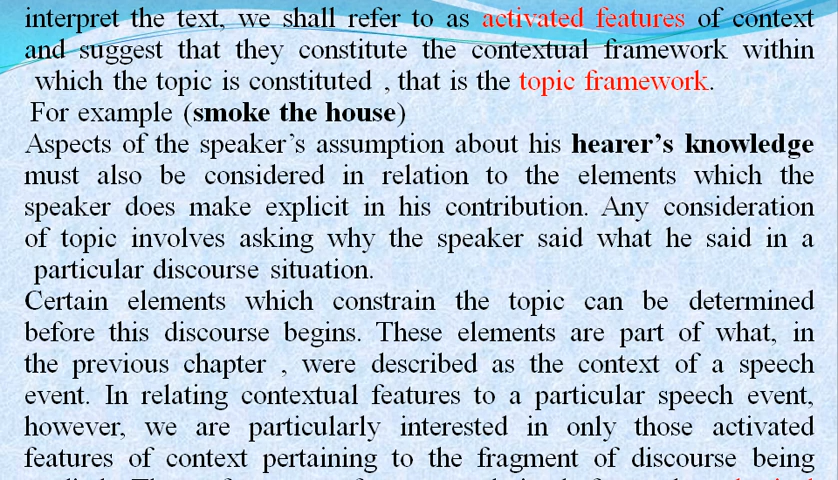 interpret the text, we shall refer to as activated features of context
and suggest that they constitute the contextual framework within
which the topic is constituted , that is the topic framework.
For example (smoke the house)
Aspects of the speaker's assumption about his hearer's knowledge
must also be considered in relation to the elements which the
speaker does make explicit in his contribution. Any consideration
of topic involves asking why the speaker said what he said in a
particular discourse situation.
Certain elements which constrain the topic can be determined
before this discourse begins. These elements are part of what, in
the previous chapter , were described as the context of a speech
event. In relating contextual features to a particular speech event,
however, we are particularly interested in only those activated
features of context pertaining to the fragment of discourse being